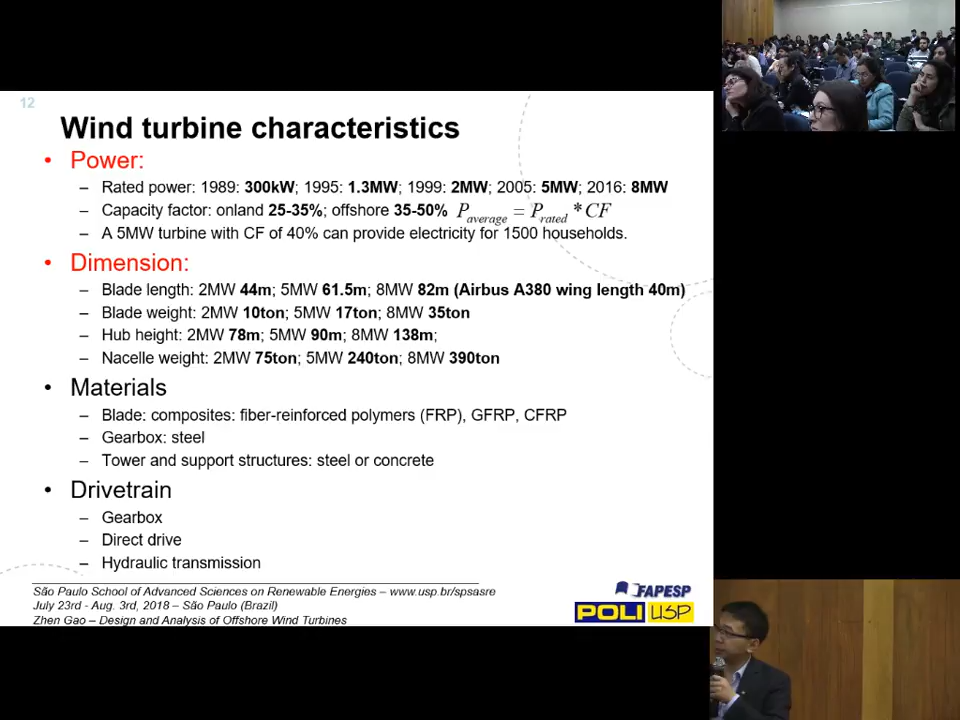 12
Wind turbine characteristics
• Power:
– Rated power: 1989: 300kW; 1995: 1.3MW; 1999: 2MW; 2005: 5MW; 2016: 8MW
– Capacity factor: onland 25-35%; offshore 35-50% P_average = P_rated * CF
– A 5MW turbine with CF of 40% can provide electricity for 1500 households.
• Dimension:
– Blade length: 2MW 44m; 5MW 61.5m; 8MW 82m (Airbus A380 wing length 40m)
– Blade weight: 2MW 10ton; 5MW 17ton; 8MW 35ton
– Hub height: 2MW 78m; 5MW 90m; 8MW 138m;
– Nacelle weight: 2MW 75ton; 5MW 240ton; 8MW 390ton
• Materials
– Blade: composites: fiber-reinforced polymers (FRP), GFRP, CFRP
– Gearbox: steel
– Tower and support structures: steel or concrete
• Drivetrain
– Gearbox
– Direct drive
– Hydraulic transmission
São Paulo School of Advanced Sciences on Renewable Energies – www.usp.br/spsasre
July 23rd - Aug. 3rd, 2018 – São Paulo (Brazil)
Zhen Gao – Design and Analysis of Offshore Wind Turbines
FAPESP
POLI USP